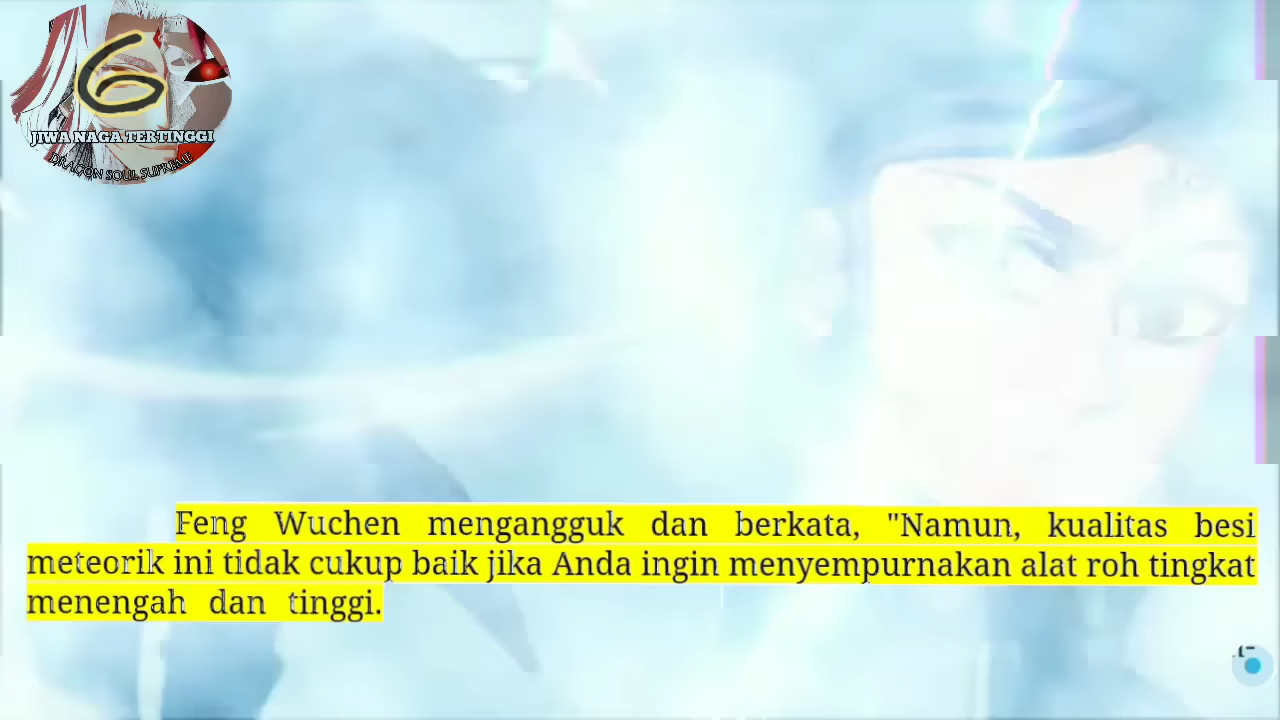 6
JIWA NAGA TERTINGGI
DRAGON SOUL SUPREME
Feng Wuchen mengangguk dan berkata, "Namun, kualitas besi
meteorik ini tidak cukup baik jika Anda ingin menyempurnakan alat roh tingkat
menengah dan tinggi.